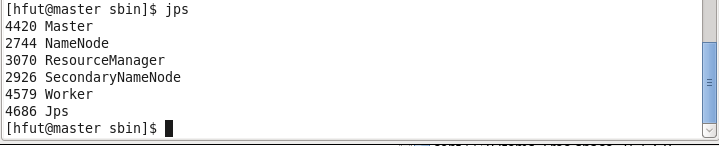 [hfut@master sbin]$ jps
4420 Master
2744 NameNode
3070 ResourceManager
2926 SecondaryNameNode
4579 Worker
4686 Jps
[hfut@master sbin]$